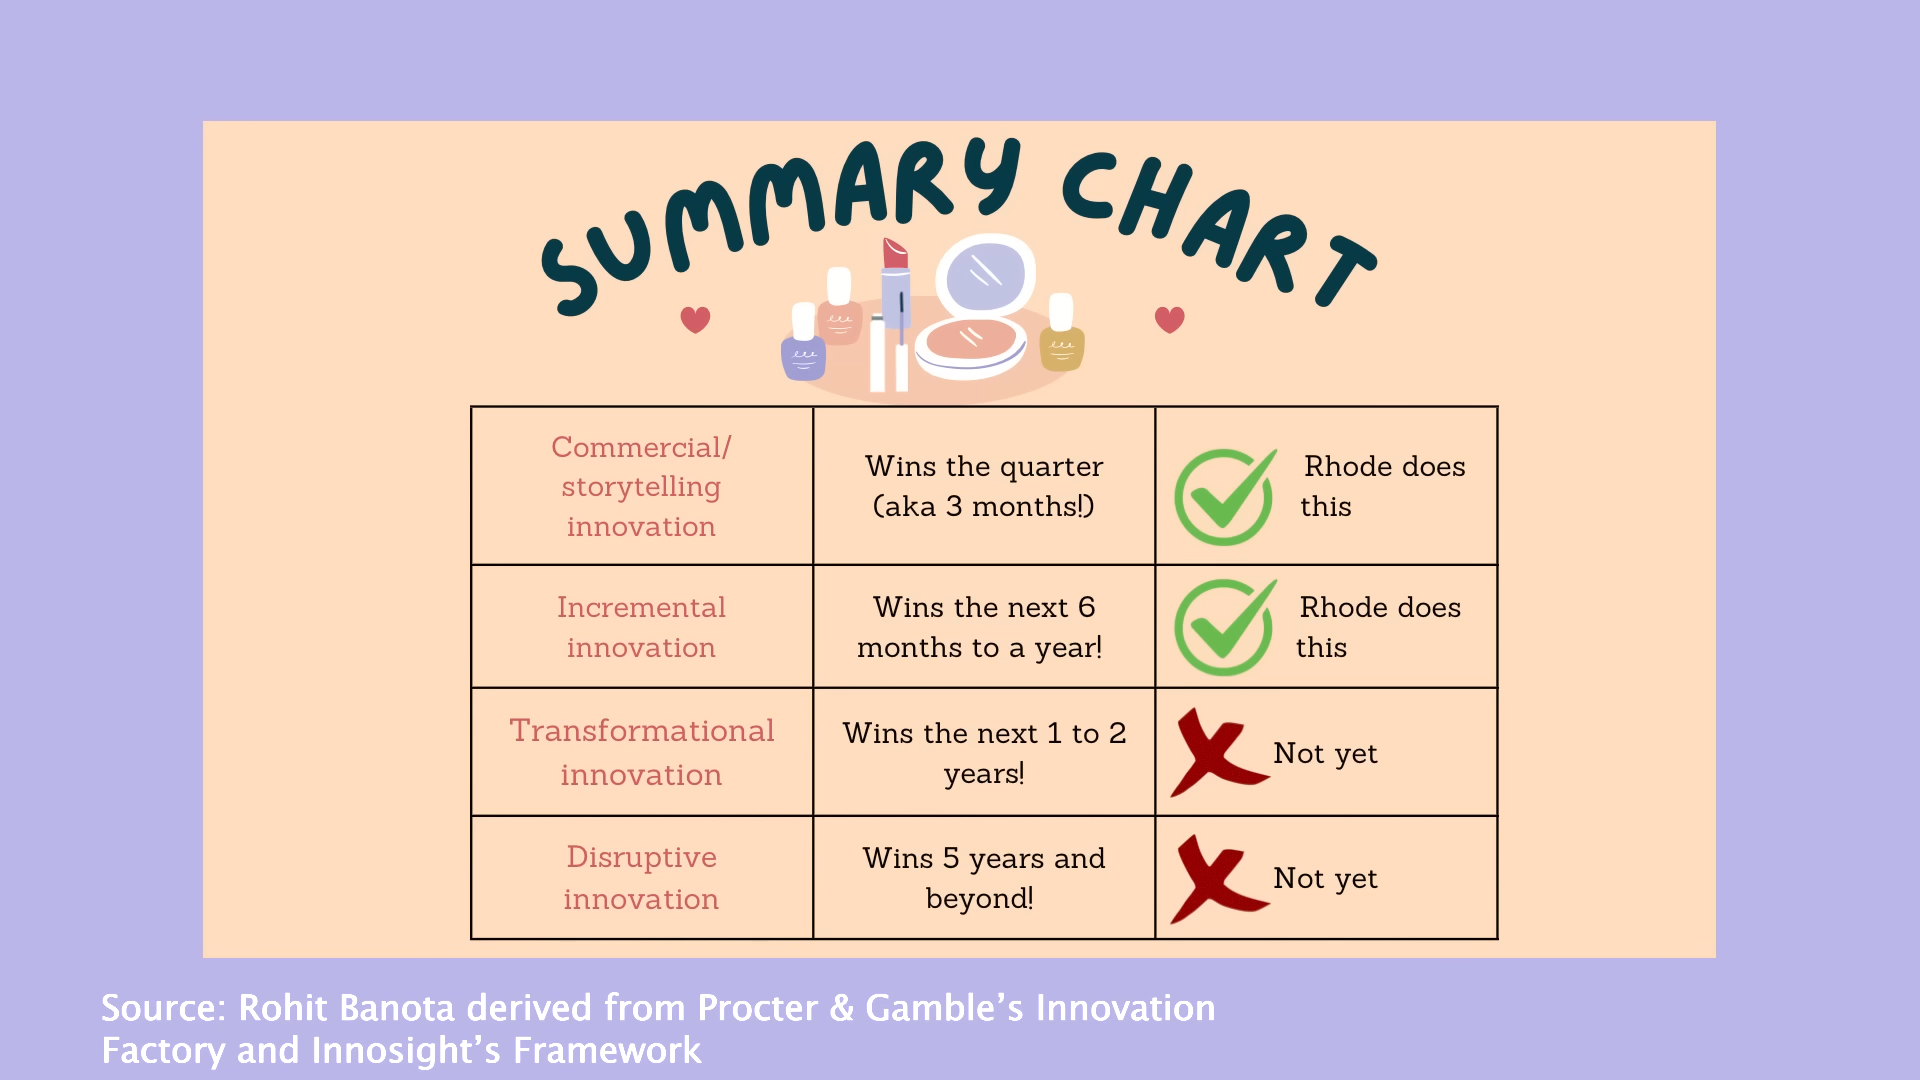 SUMMARY CHART
Commercial/
storytelling
innovation
Wins the quarter
(aka 3 months!)
Rhode does
this
Incremental
innovation
Wins the next 6
months to a year!
Rhode does
this
Transformational
innovation
Wins the next 1 to 2
years!
Not yet
Disruptive
innovation
Wins 5 years and
beyond!
Not yet
Source: Rohit Banota derived from Procter & Gamble’s Innovation
Factory and Innosight’s Framework